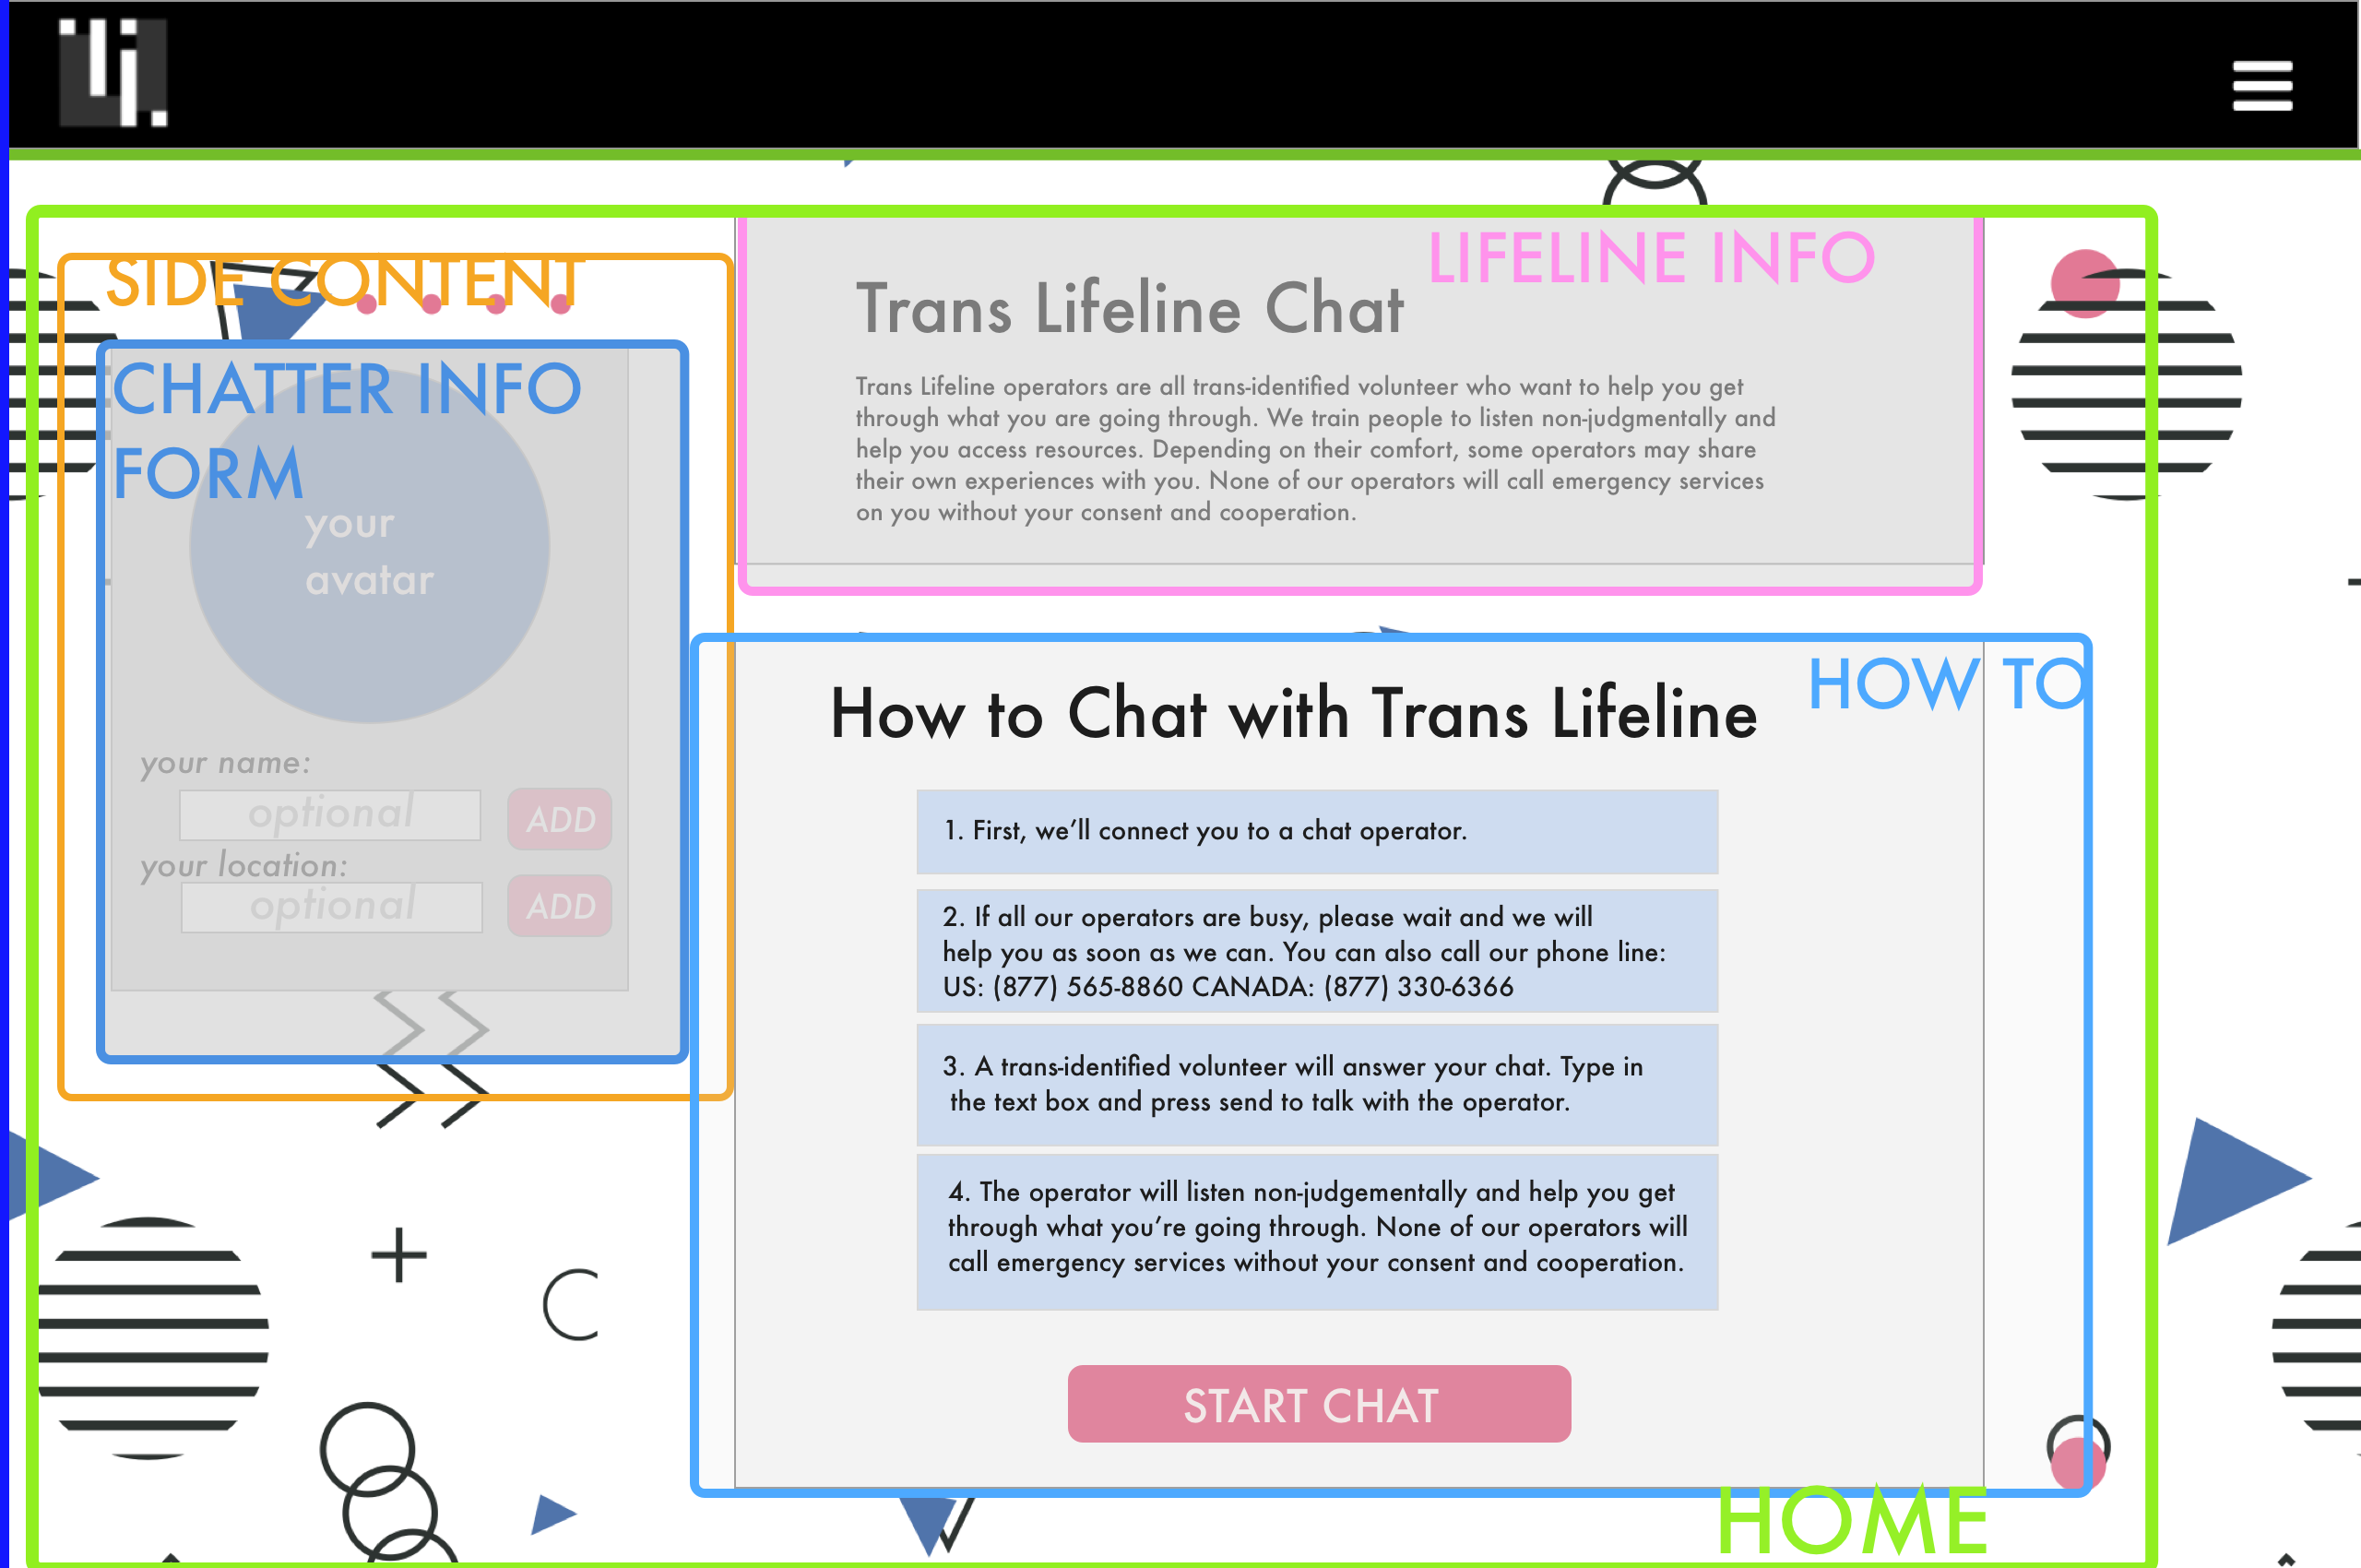 SIDE CONTENT
CHATTER INFO
FORM
your
avatar
your name:
optional
ADD
your location:
optional
ADD
LIFELINE INFO
Trans Lifeline Chat
Trans Lifeline operators are all trans-identified volunteer who want to help you get
through what you are going through. We train people to listen non-judgmentally and
help you access resources. Depending on their comfort, some operators may share
their own experiences with you. None of our operators will call emergency services
on you without your consent and cooperation.
HOW TO
How to Chat with Trans Lifeline
1. First, we’ll connect you to a chat operator.
2. If all our operators are busy, please wait and we will
help you as soon as we can. You can also call our phone line:
US: (877) 565-8860 CANADA: (877) 330-6366
3. A trans-identified volunteer will answer your chat. Type in
the text box and press send to talk with the operator.
4. The operator will listen non-judgementally and help you get
through what you’re going through. None of our operators will
call emergency services without your consent and cooperation.
START CHAT
HOME